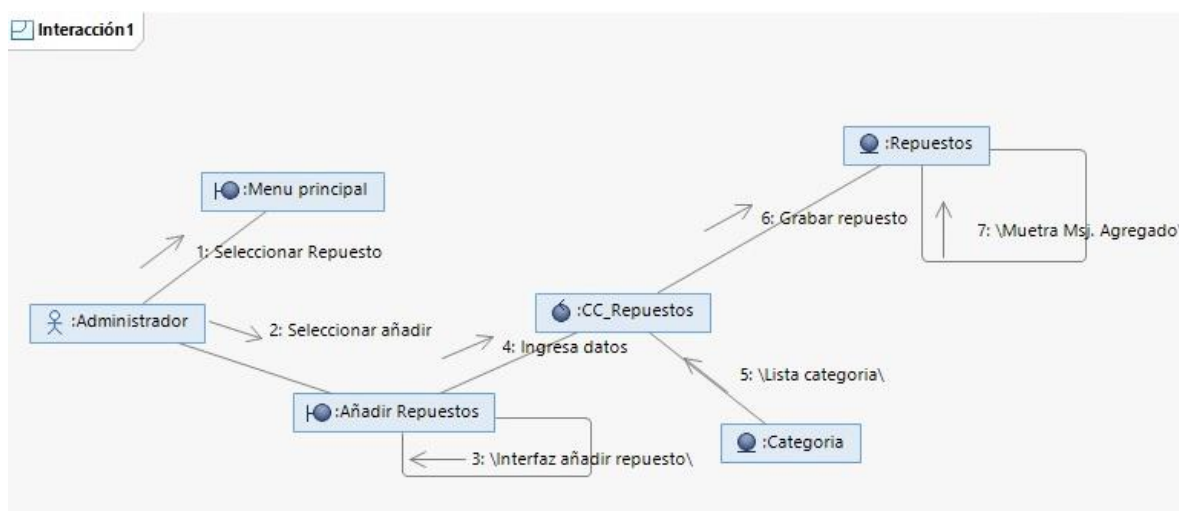 Interacción1
:Repuestos
:Menu principal
6: Grabar repuesto
7: \Muetra Msj. Agregado\
1: Seleccionar Repuesto
:CC_Repuestos
:Administrador
2: Seleccionar añadir
4: Ingresa datos
5: \Lista categoria\
:Añadir Repuestos
:Categoria
3: \Interfaz añadir repuesto\